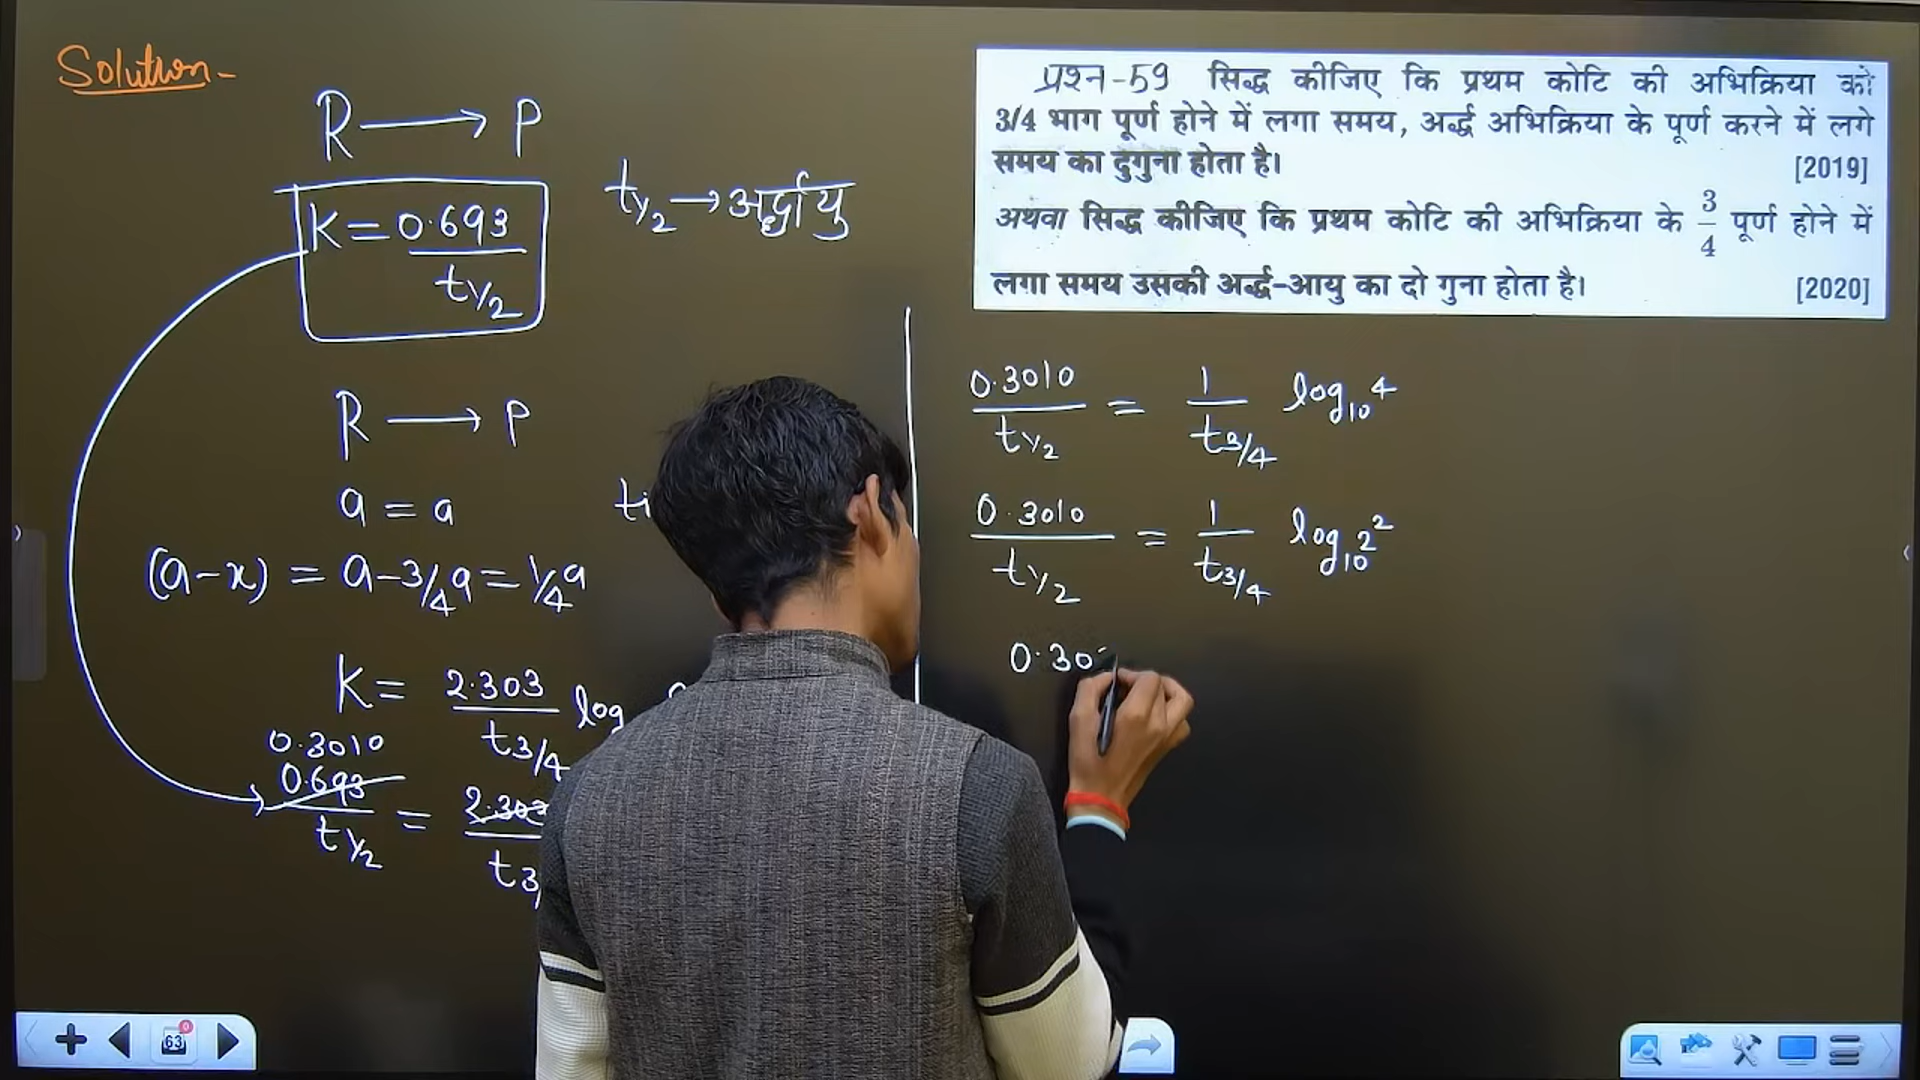 Solution-
R → P
K = 0.693 / t1/2
t1/2 → अर्द्धायु
R → P
a = a
(a-x) = a-3/4a = 1/4a
K = 2.303 / t3/4 log
0.3010
0.693 / t1/2 = 2.303
प्रश्न-59 सिद्ध कीजिए कि प्रथम कोटि की अभिक्रिया को
3/4 भाग पूर्ण होने में लगा समय, अर्द्ध अभिक्रिया के पूर्ण करने में लगे
समय का दुगुना होता है। [2019]
अथवा सिद्ध कीजिए कि प्रथम कोटि की अभिक्रिया के 3/4 पूर्ण होने में
लगा समय उसकी अर्द्ध-आयु का दो गुना होता है। [2020]
0.3010 / t1/2 = 1 / t3/4 log10 4
0.3010 / t1/2 = 1 / t3/4 log10 2²
0.30
63